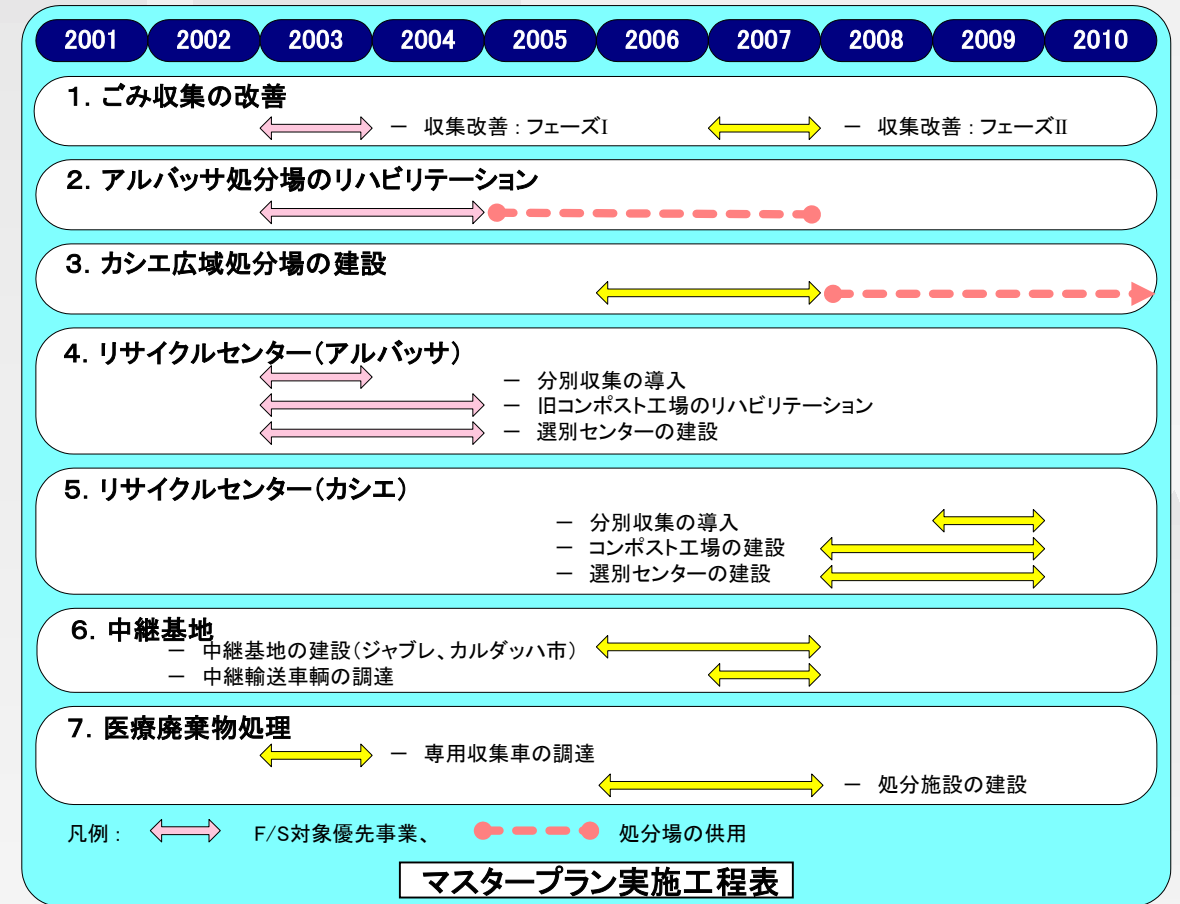 2001 2002 2003 2004 2005 2006 2007 2008 2009 2010
1. ごみ収集の改善
－ 収集改善：フェーズⅠ － 収集改善：フェーズⅡ
2. アルバッサ処分場のリハビリテーション
3. カシエ広域処分場の建設
4. リサイクルセンター（アルバッサ）
－ 分別収集の導入
－ 旧コンポスト工場のリハビリテーション
－ 選別センターの建設
5. リサイクルセンター（カシエ）
－ 分別収集の導入
－ コンポスト工場の建設
－ 選別センターの建設
6. 中継基地
－ 中継基地の建設（ジャブレ、カルダッハ市）
－ 中継輸送車輌の調達
7. 医療廃棄物処理
－ 専用収集車の調達
－ 処分施設の建設
凡例： F/S対象優先事業、 処分場の供用
マスタープラン実施工程表